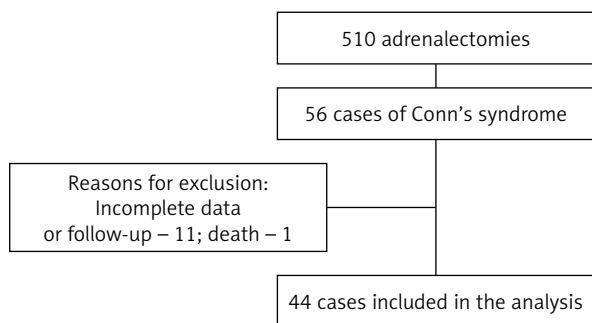 510 adrenalectomies
56 cases of Conn’s syndrome
Reasons for exclusion:
Incomplete data
or follow-up – 11; death – 1
44 cases included in the analysis